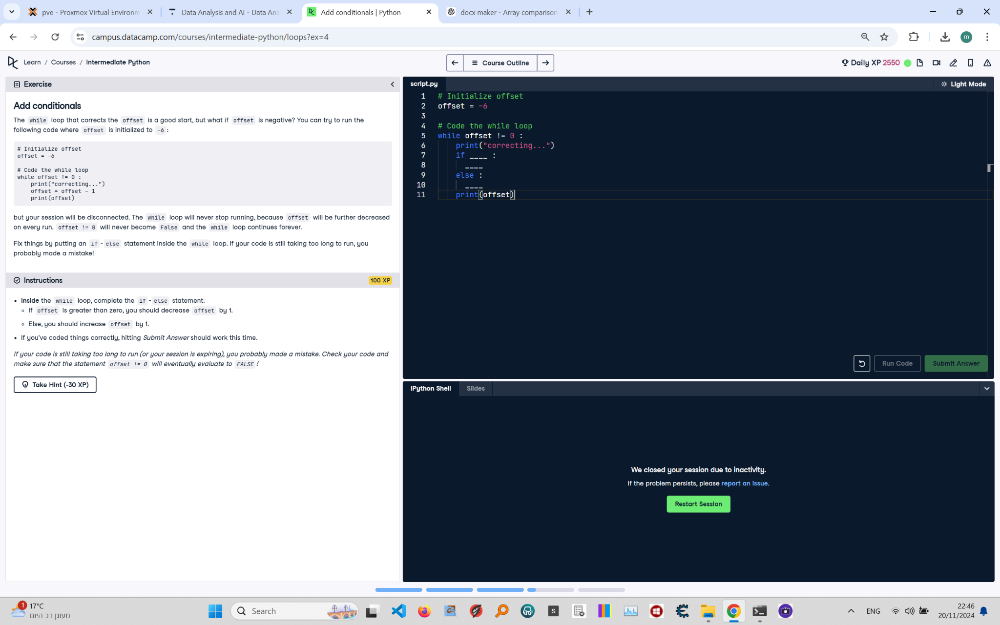 pve - Proxmox Virtual Environm
Data Analysis and AI - Data Ana
Add conditionals | Python
docx maker - Array comparison
campus.datacamp.com/courses/intermediate-python/loops?ex=4
m
Learn / Courses / Intermediate Python
Course Outline
Daily XP 2550
Exercise
Add conditionals
The while loop that corrects the offset is a good start, but what if offset is negative? You can try to run the
following code where offset is initialized to -6 :
# Initialize offset
offset = -6
# Code the while loop
while offset != 0 :
print("correcting...")
offset = offset - 1
print(offset)
but your session will be disconnected. The while loop will never stop running, because offset will be further decreased
on every run. offset != 0 will never become False and the while loop continues forever.
Fix things by putting an if - else statement inside the while loop. If your code is still taking too long to run, you
probably made a mistake!
Instructions
100 XP
• Inside the while loop, complete the if - else statement:
◦ If offset is greater than zero, you should decrease offset by 1.
◦ Else, you should increase offset by 1.
• If you've coded things correctly, hitting Submit Answer should work this time.
If your code is still taking too long to run (or your session is expiring), you probably made a mistake. Check your code and
make sure that the statement offset != 0 will eventually evaluate to FALSE !
Take Hint (-30 XP)
script.py
Light Mode
1 # Initialize offset
2 offset = -6
3
4 # Code the while loop
5 while offset != 0 :
6 print("correcting...")
7 if ____ :
8 ____
9 else :
10 ____
11 print(offset)
Run Code
Submit Answer
IPython Shell
Slides
We closed your session due to inactivity.
If the problem persists, please report an issue.
Restart Session
1
17°C
מעונן רב היום
Search
S
ENG
22:46
20/11/2024